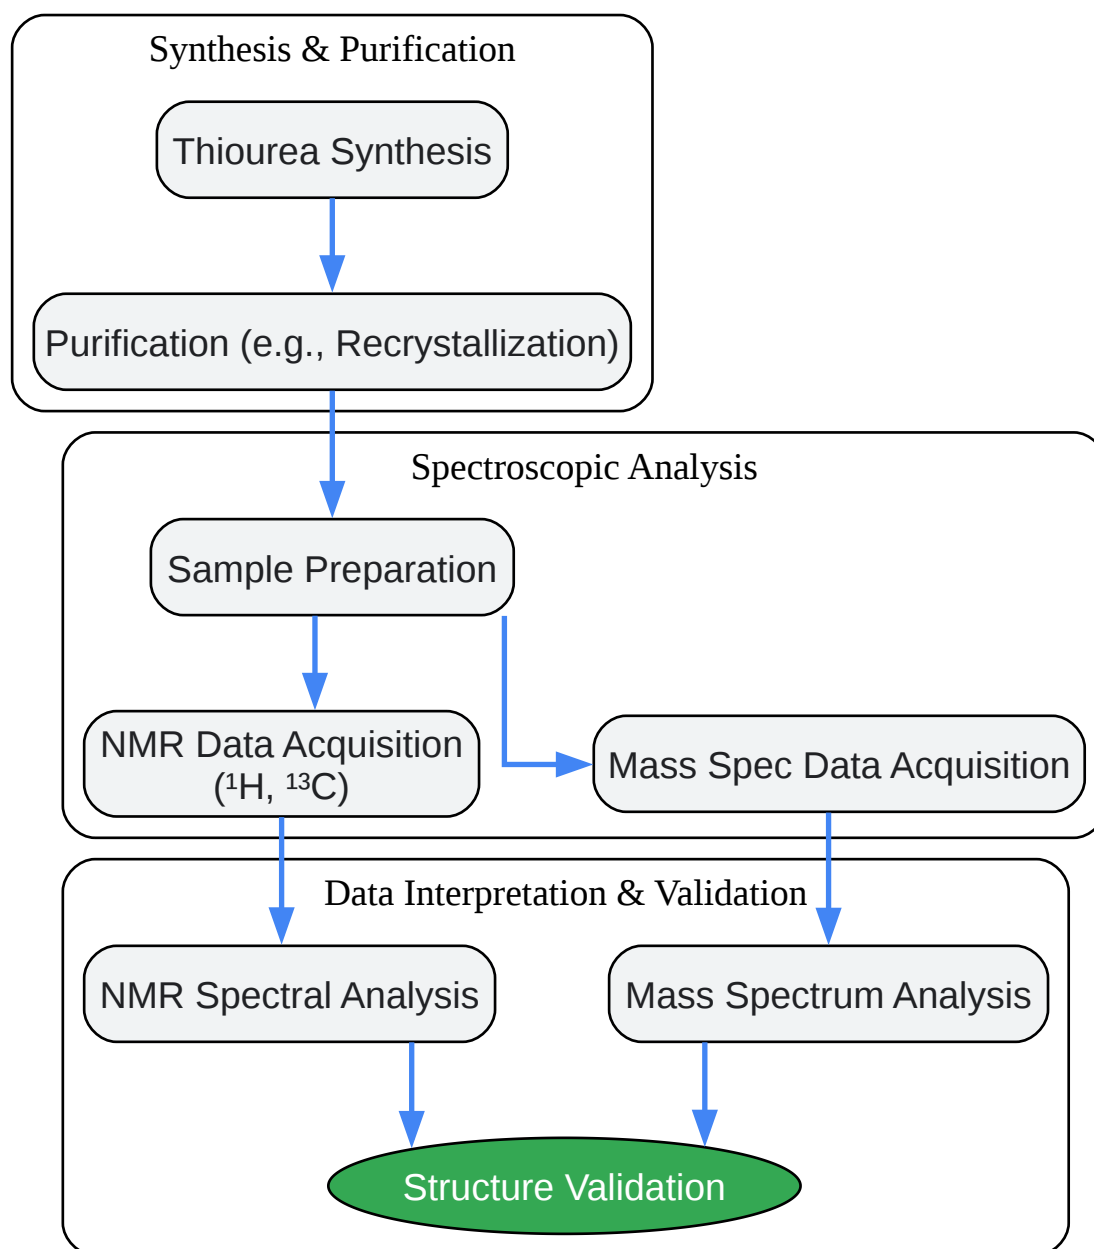 Synthesis & Purification
Thiourea Synthesis
Purification (e.g., Recrystallization)
Spectroscopic Analysis
Sample Preparation
NMR Data Acquisition
(¹H, ¹³C)
Mass Spec Data Acquisition
Data Interpretation & Validation
NMR Spectral Analysis
Mass Spectrum Analysis
Structure Validation